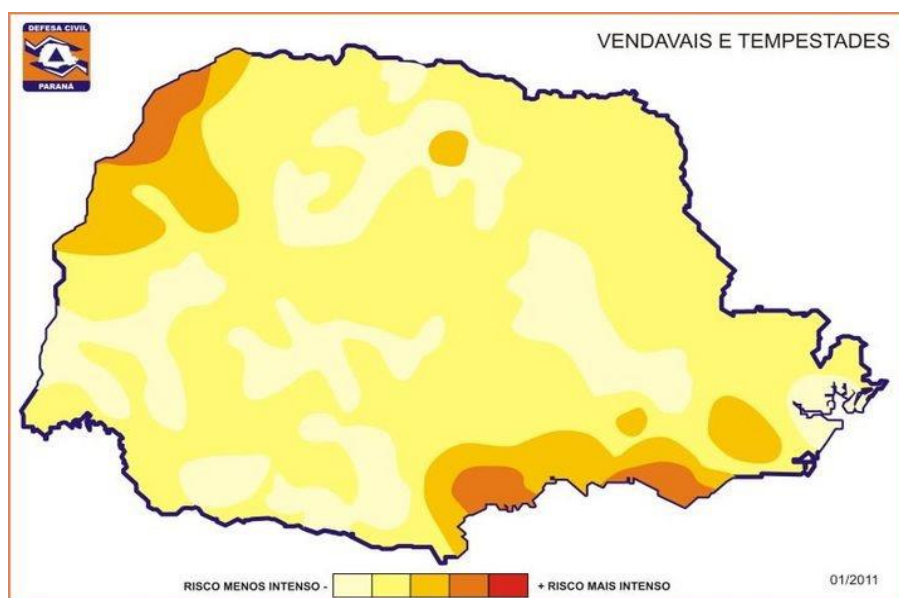 DEFESA CIVIL
PARANÁ
VENDAVAIS E TEMPESTADES
RISCO MENOS INTENSO - + RISCO MAIS INTENSO
01/2011